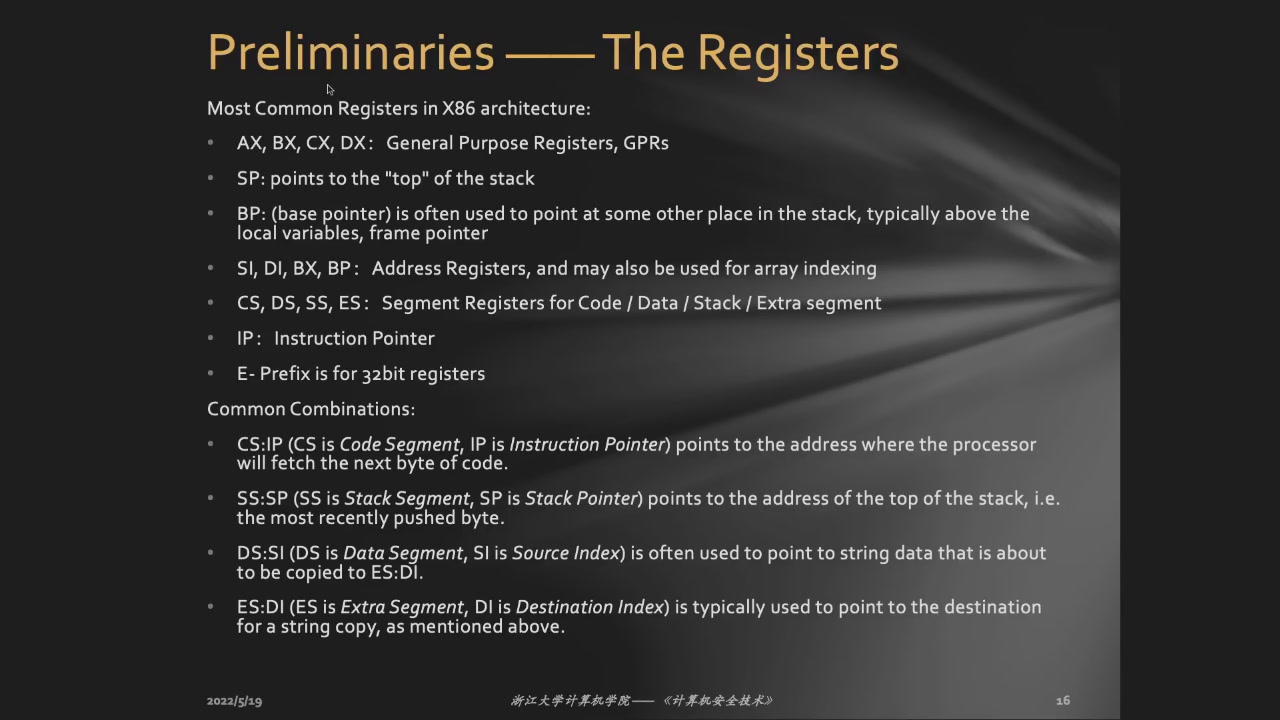 Preliminaries —— The Registers
Most Common Registers in X86 architecture:
• AX, BX, CX, DX： General Purpose Registers, GPRs
• SP: points to the "top" of the stack
• BP: (base pointer) is often used to point at some other place in the stack, typically above the
local variables, frame pointer
• SI, DI, BX, BP： Address Registers, and may also be used for array indexing
• CS, DS, SS, ES： Segment Registers for Code / Data / Stack / Extra segment
• IP： Instruction Pointer
• E- Prefix is for 32bit registers
Common Combinations:
• CS:IP (CS is Code Segment, IP is Instruction Pointer) points to the address where the processor
will fetch the next byte of code.
• SS:SP (SS is Stack Segment, SP is Stack Pointer) points to the address of the top of the stack, i.e.
the most recently pushed byte.
• DS:SI (DS is Data Segment, SI is Source Index) is often used to point to string data that is about
to be copied to ES:DI.
• ES:DI (ES is Extra Segment, DI is Destination Index) is typically used to point to the destination
for a string copy, as mentioned above.
2022/5/19 浙江大学计算机学院——《计算机安全技术》 16